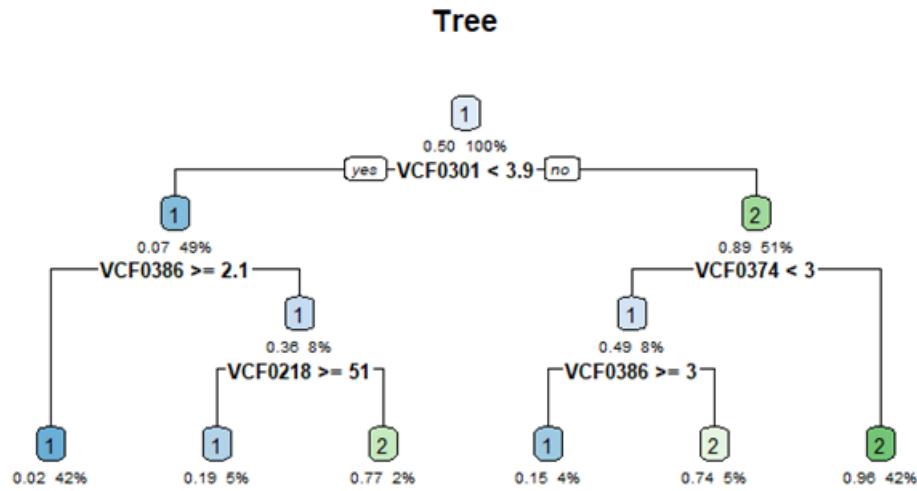 Tree
1
0.50 100%
yes VCF0301 < 3.9 no
1 2
0.07 49% 0.89 51%
VCF0386 >= 2.1 VCF0374 < 3
1 1
0.36 8% 0.49 8%
VCF0218 >= 51 VCF0386 >= 3
1 1 2 1 2 2
0.02 42% 0.19 5% 0.77 2% 0.15 4% 0.74 5% 0.96 42%